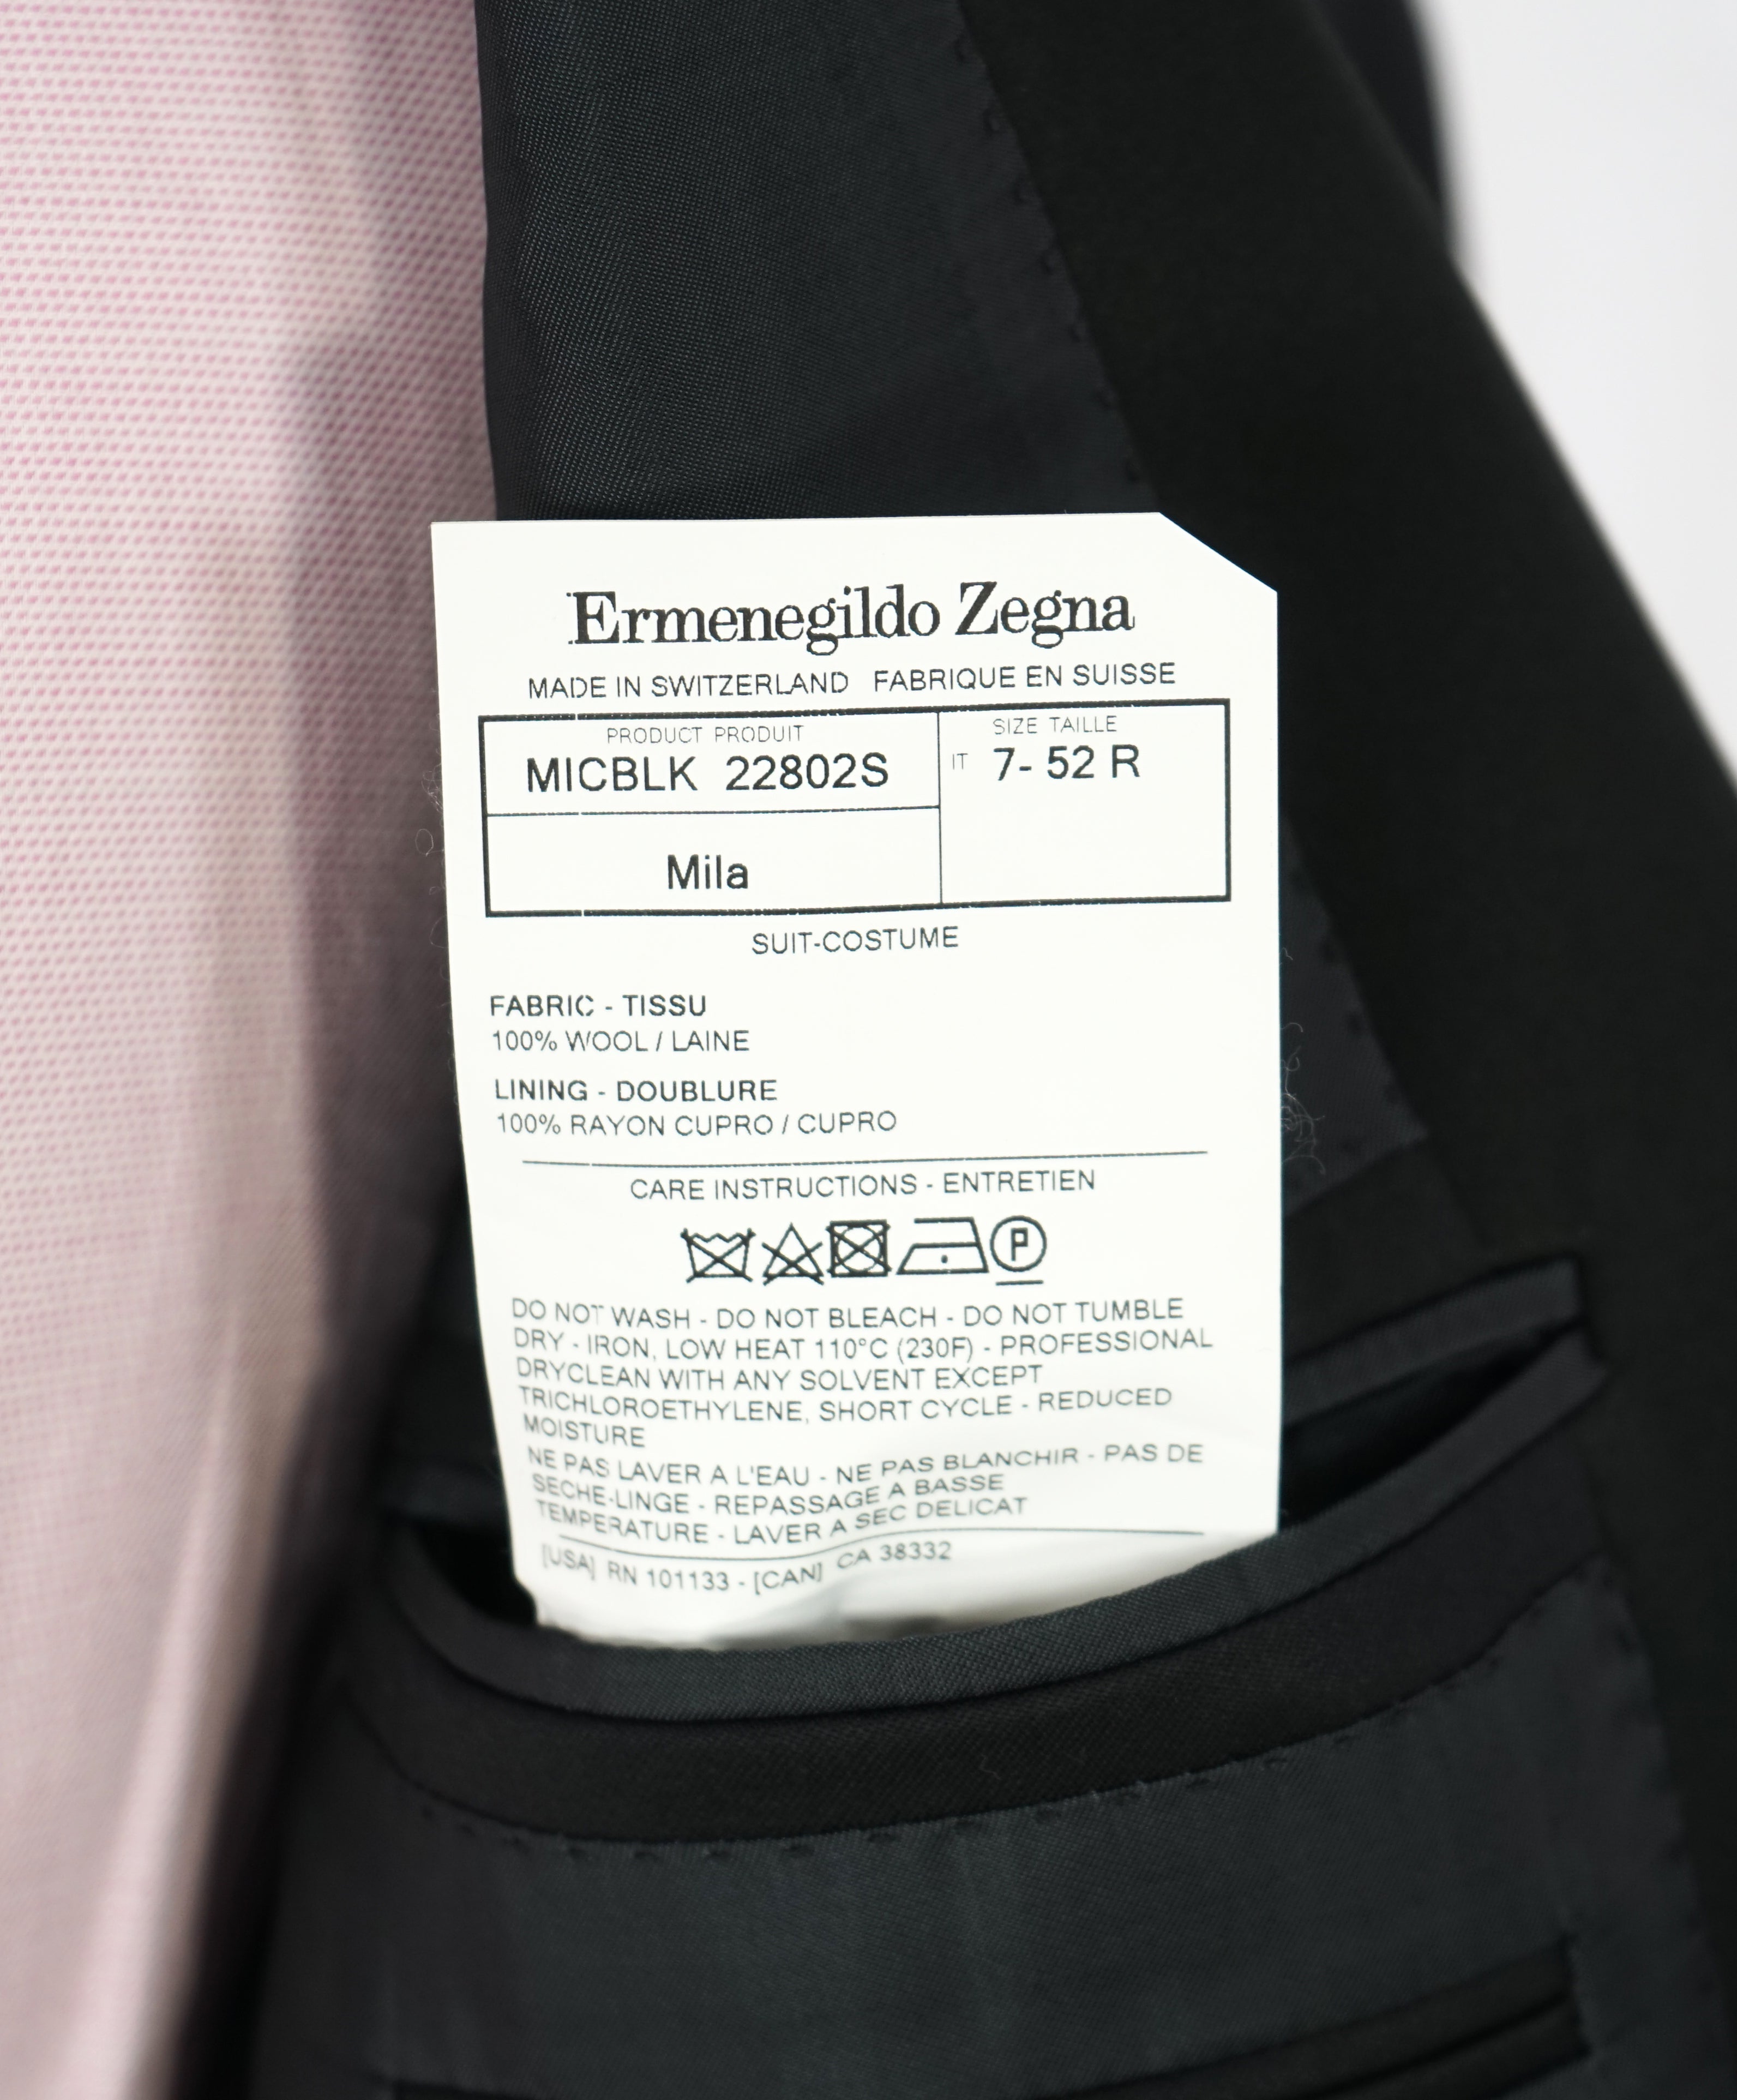 Ermenegildo Zegna
MADE IN SWITZERLAND FABRIQUE EN SUISSE
PRODUCT PRODUIT
MICBLK 22802S
SIZE TAILLE
IT 7- 52 R
Mila
SUIT-COSTUME
FABRIC - TISSU
100% WOOL / LAINE
LINING - DOUBLURE
100% RAYON CUPRO / CUPRO
CARE INSTRUCTIONS - ENTRETIEN
P
DO NOT WASH - DO NOT BLEACH - DO NOT TUMBLE
DRY - IRON, LOW HEAT 110°C (230F) - PROFESSIONAL
DRYCLEAN WITH ANY SOLVENT EXCEPT
TRICHLOROETHYLENE, SHORT CYCLE - REDUCED
MOISTURE
NE PAS LAVER A L'EAU - NE PAS BLANCHIR - PAS DE
SECHE-LINGE - REPASSAGE A BASSE
TEMPERATURE - LAVER A SEC DELICAT
[USA] RN 101133 - [CAN] CA 38332